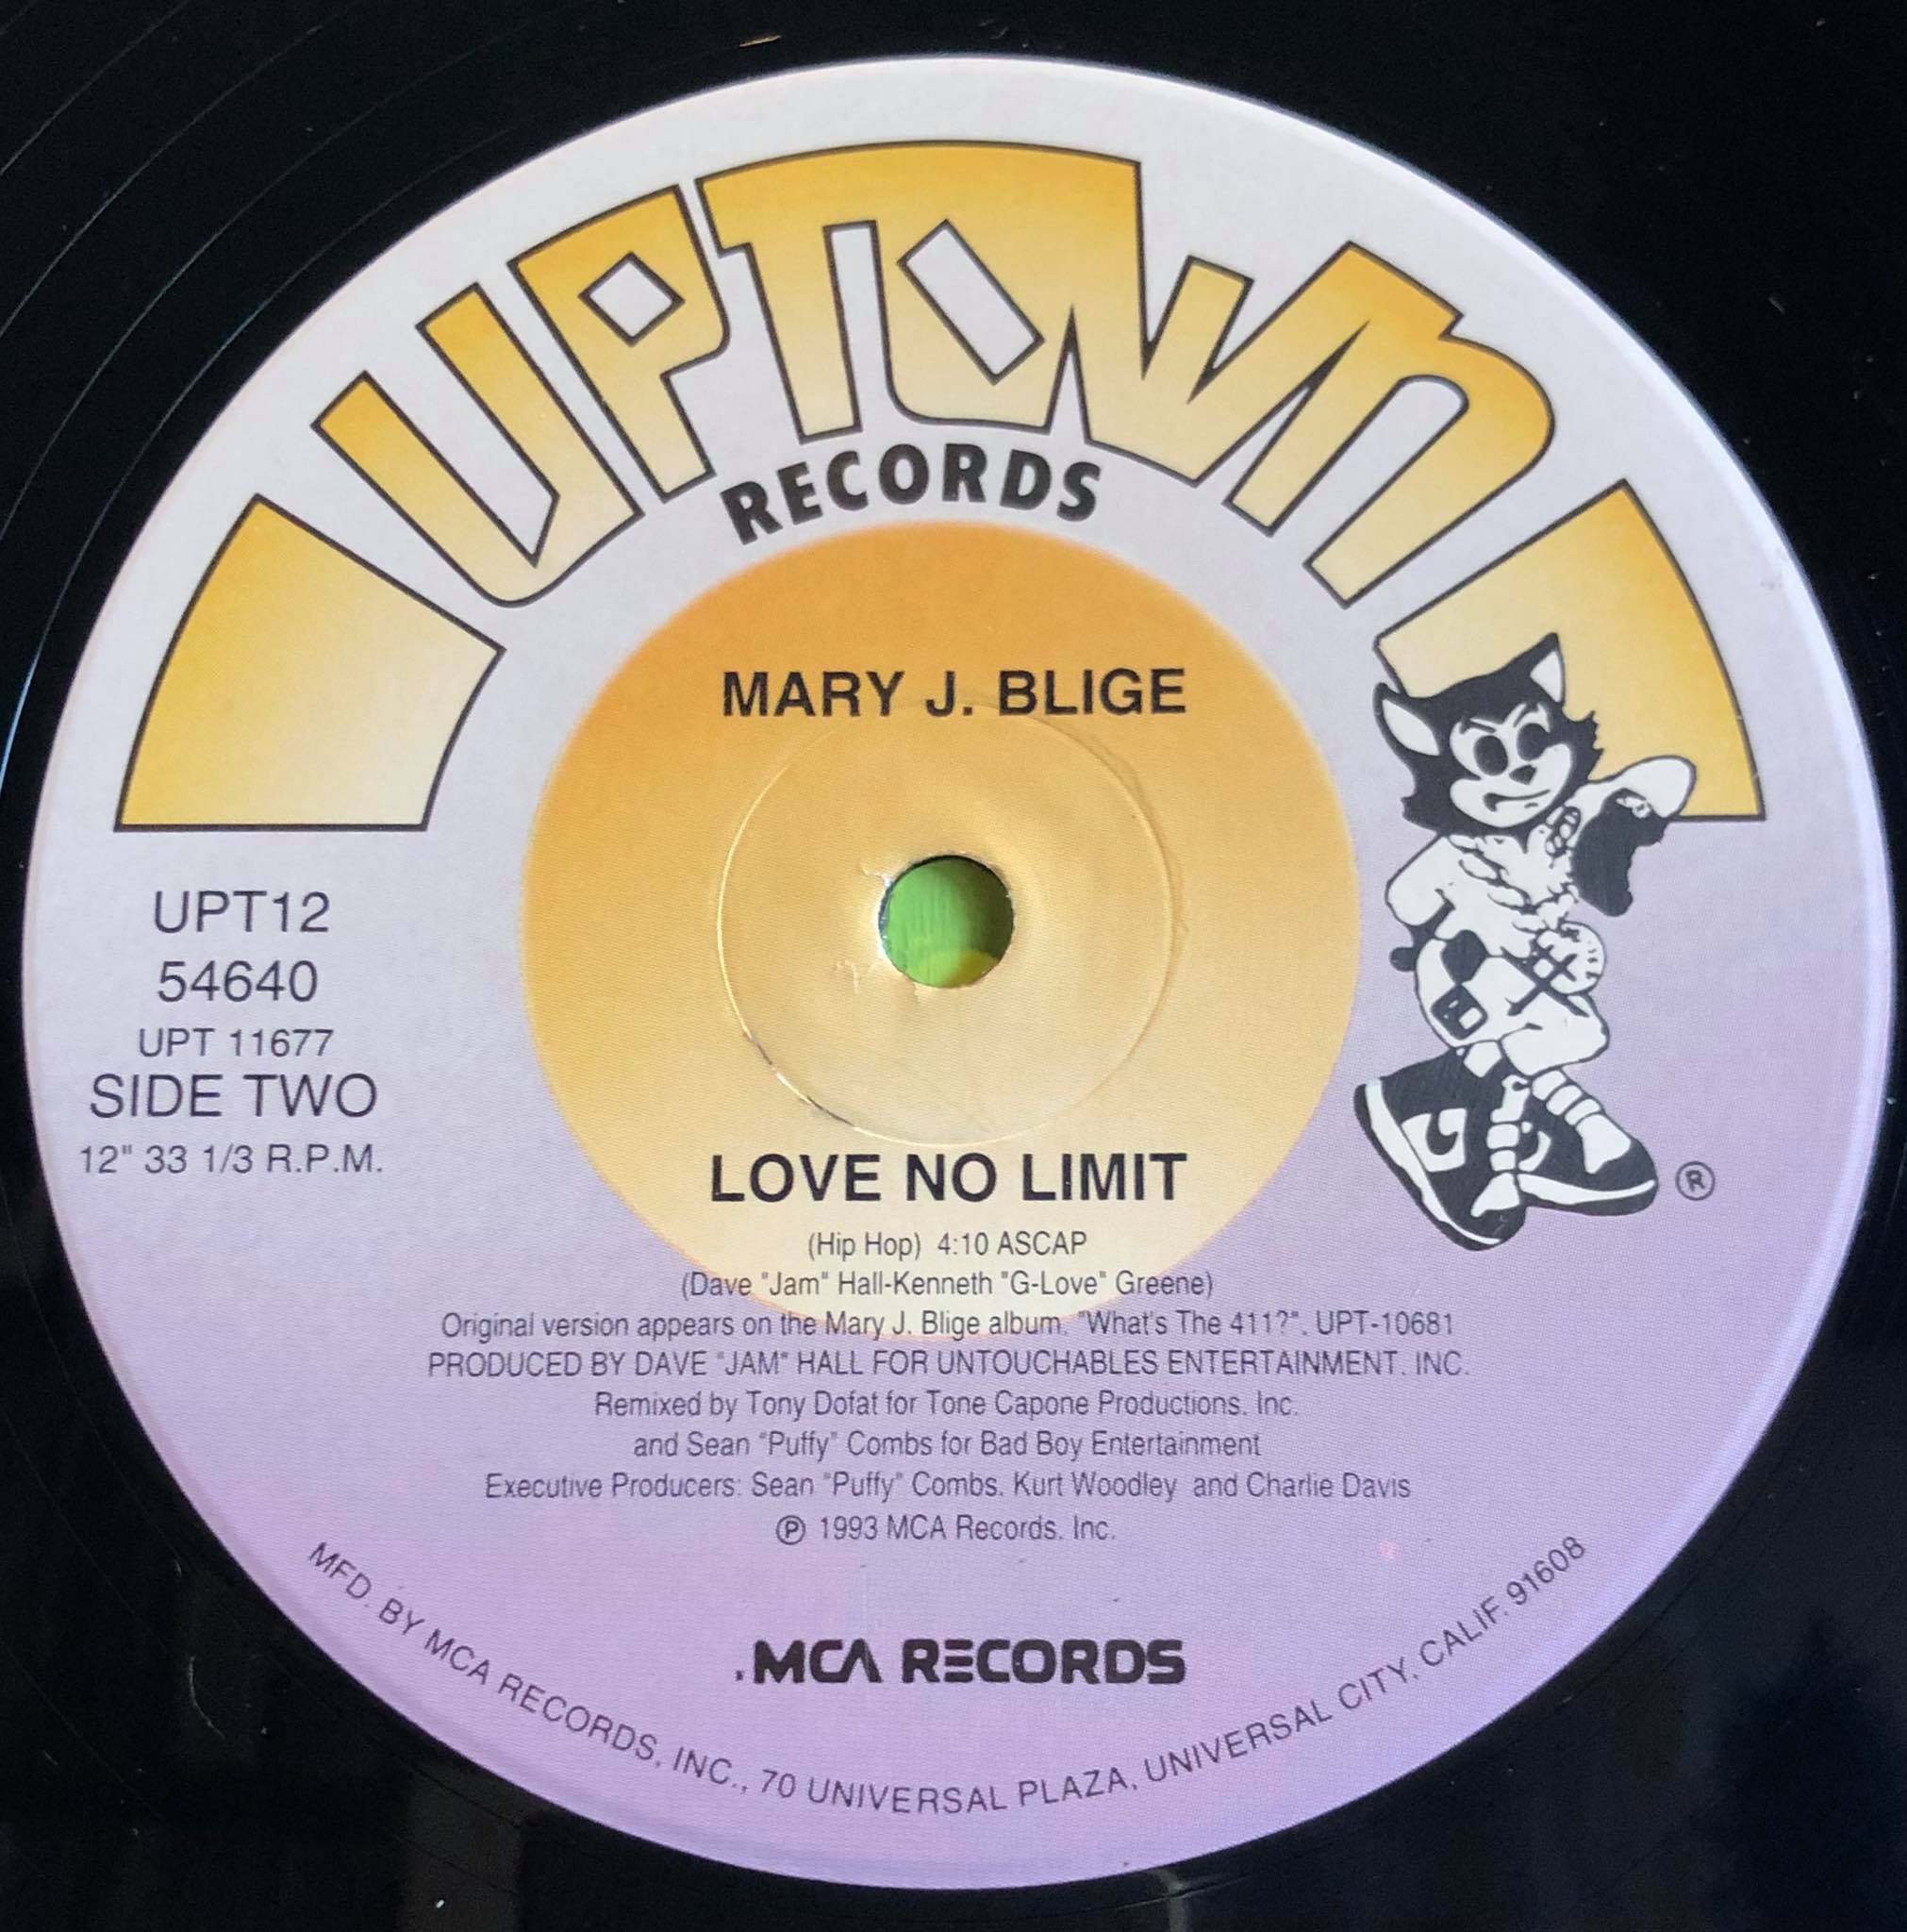 UPTOWN
RECORDS
MARY J. BLIGE
UPT12
54640
UPT 11677
SIDE TWO
12" 33 1/3 R.P.M.
®
LOVE NO LIMIT
(Hip Hop) 4:10 ASCAP
(Dave "Jam" Hall-Kenneth "G-Love" Greene)
Original version appears on the Mary J. Blige album, "What's The 411?". UPT-10681
PRODUCED BY DAVE "JAM" HALL FOR UNTOUCHABLES ENTERTAINMENT. INC.
Remixed by Tony Dofat for Tone Capone Productions. Inc.
and Sean "Puffy" Combs for Bad Boy Entertainment
Executive Producers: Sean "Puffy" Combs. Kurt Woodley and Charlie Davis
℗ 1993 MCA Records. Inc.
.MCA RECORDS
MFD. BY MCA RECORDS, INC., 70 UNIVERSAL PLAZA, UNIVERSAL CITY, CALIF. 91608